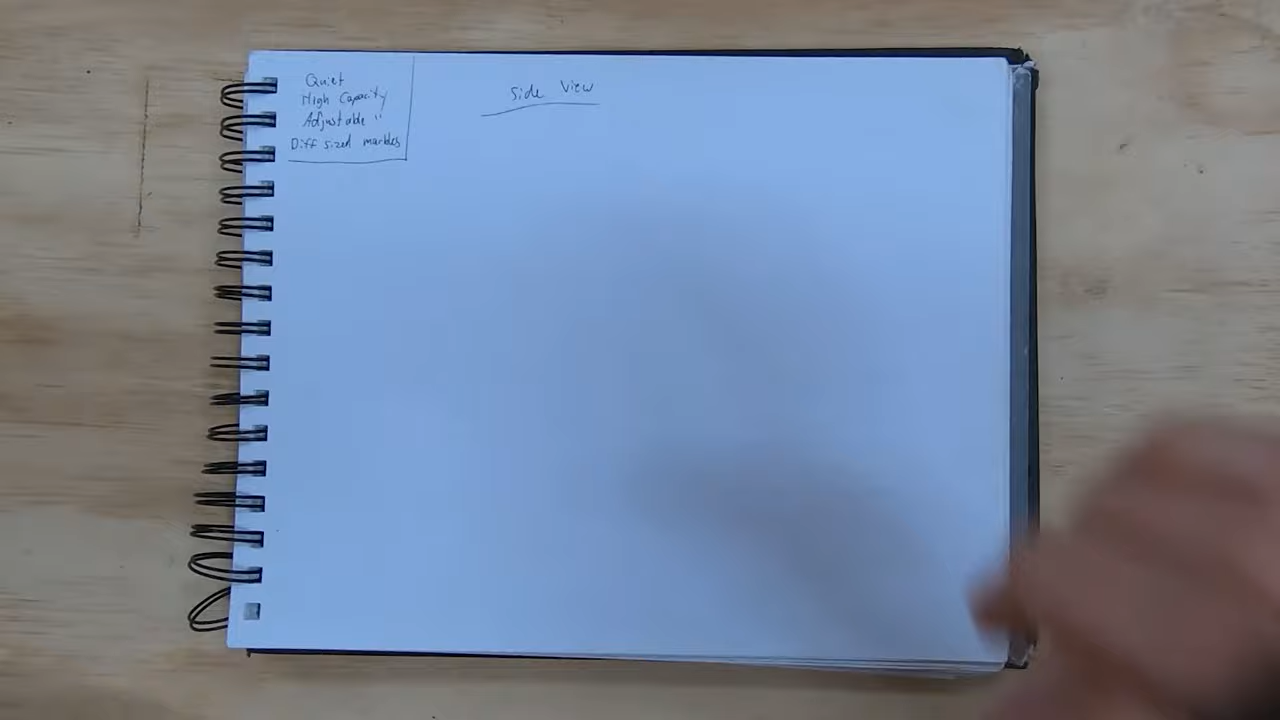 Quiet
High Capacity
Adjustable "
Diff sized marbles
Side View